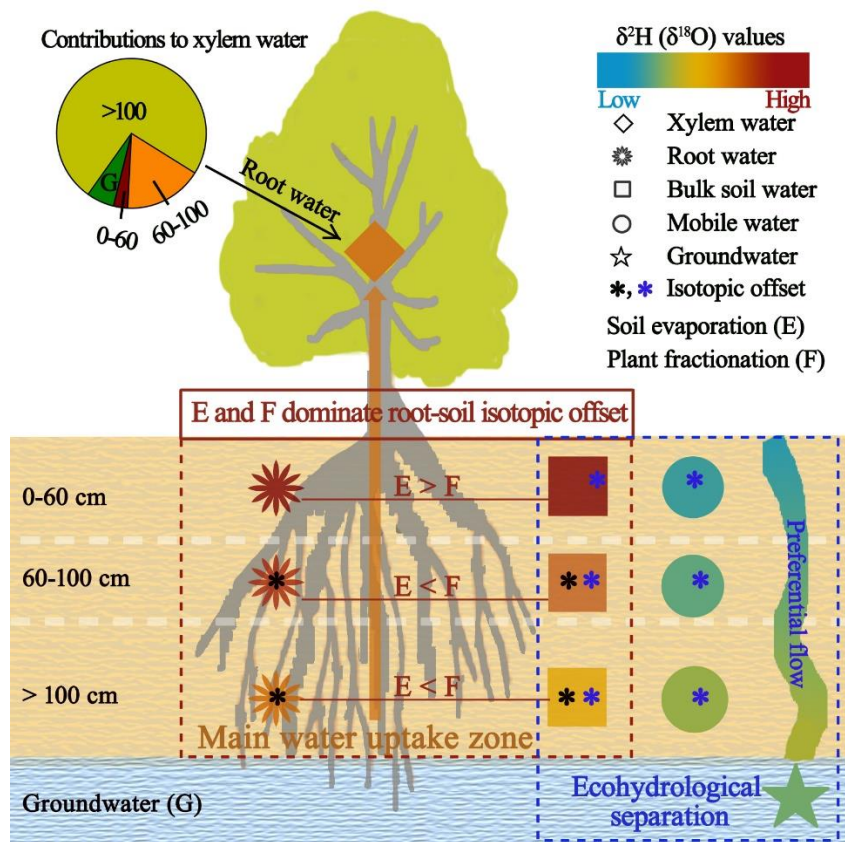 Contributions to xylem water
>100
G
0-60
60-100
Root water
δ²H (δ¹⁸O) values
Low
High
Xylem water
Root water
Bulk soil water
Mobile water
Groundwater
*, * Isotopic offset
Soil evaporation (E)
Plant fractionation (F)
E and F dominate root-soil isotopic offset
0-60 cm
E > F
* *
60-100 cm
* E < F * * *
> 100 cm
* E < F * * *
Preferential flow
Main water uptake zone
Groundwater (G)
Ecohydrological
separation